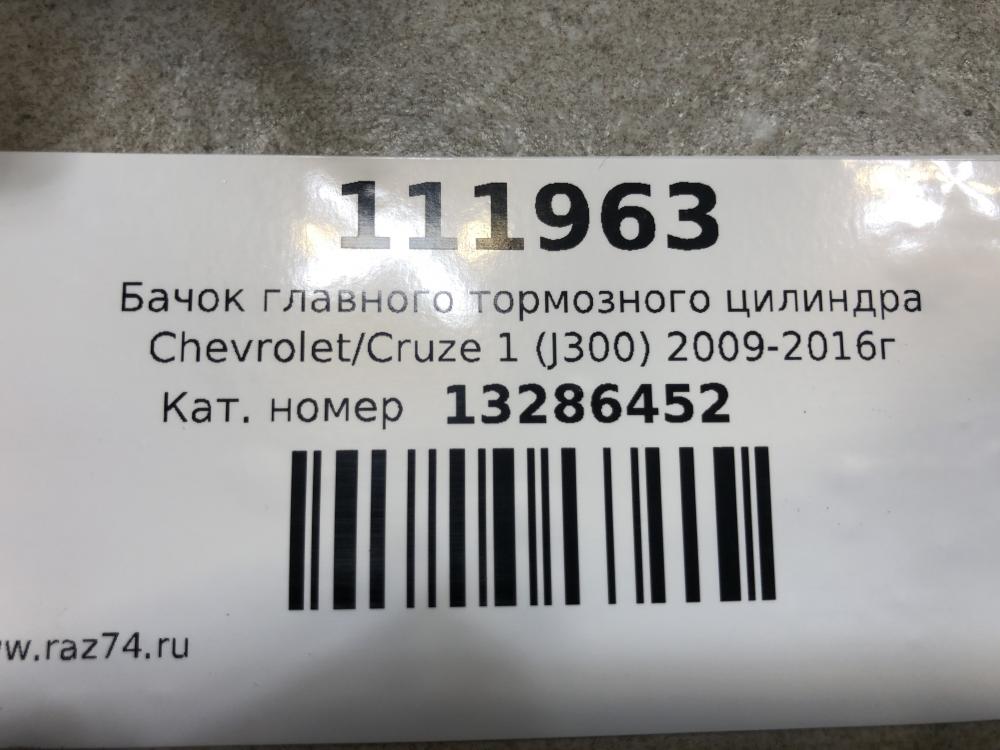 111963
Бачок главного тормозного цилиндра
Chevrolet/Cruze 1 (J300) 2009-2016г
Кат. номер 13286452
w.raz74.ru